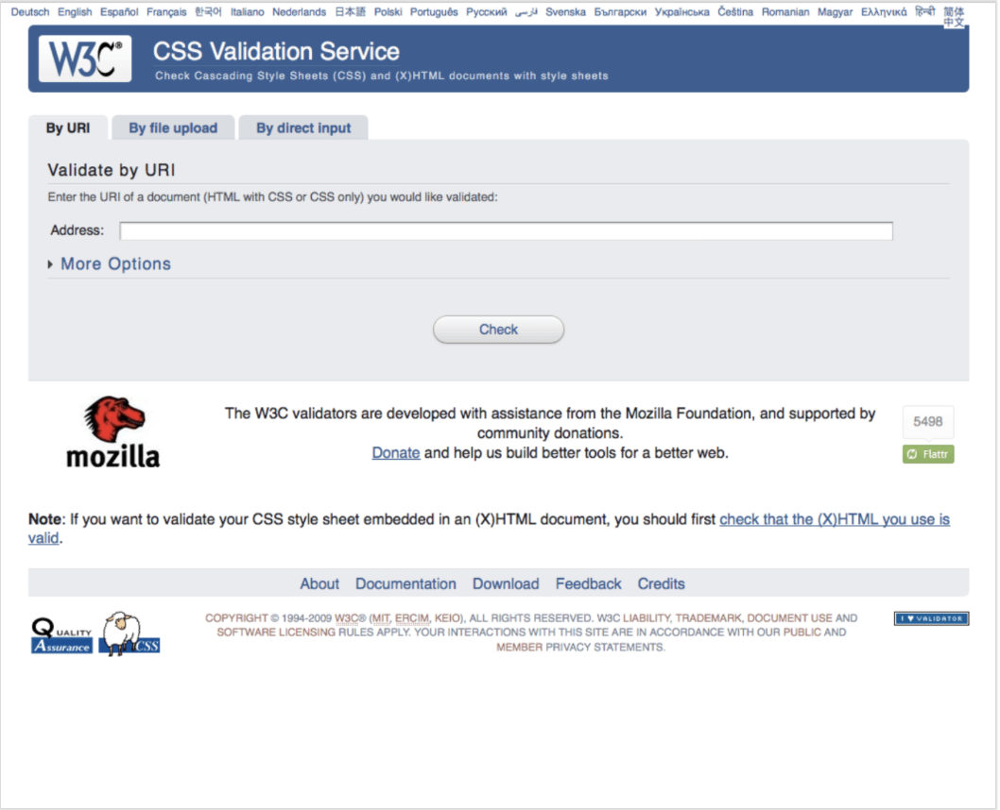 Deutsch English Español Français 한국어 Italiano Nederlands 日本語 Polski Português Русский فارسی Svenska Български Українська Čeština Romanian Magyar Ελληνικά हिन्दी 简体
中文
W3C®
CSS Validation Service
Check Cascading Style Sheets (CSS) and (X)HTML documents with style sheets
By URI By file upload By direct input
Validate by URI
Enter the URI of a document (HTML with CSS or CSS only) you would like validated:
Address:
More Options
Check
mozilla
The W3C validators are developed with assistance from the Mozilla Foundation, and supported by
community donations.
Donate and help us build better tools for a better web.
5498
Flattr
Note: If you want to validate your CSS style sheet embedded in an (X)HTML document, you should first check that the (X)HTML you use is
valid.
About Documentation Download Feedback Credits
QUALITY
Assurance
CSS
COPYRIGHT © 1994-2009 W3C® (MIT, ERCIM, KEIO), ALL RIGHTS RESERVED. W3C LIABILITY, TRADEMARK, DOCUMENT USE AND
SOFTWARE LICENSING RULES APPLY. YOUR INTERACTIONS WITH THIS SITE ARE IN ACCORDANCE WITH OUR PUBLIC AND
MEMBER PRIVACY STATEMENTS.
I ♥ VALIDATOR